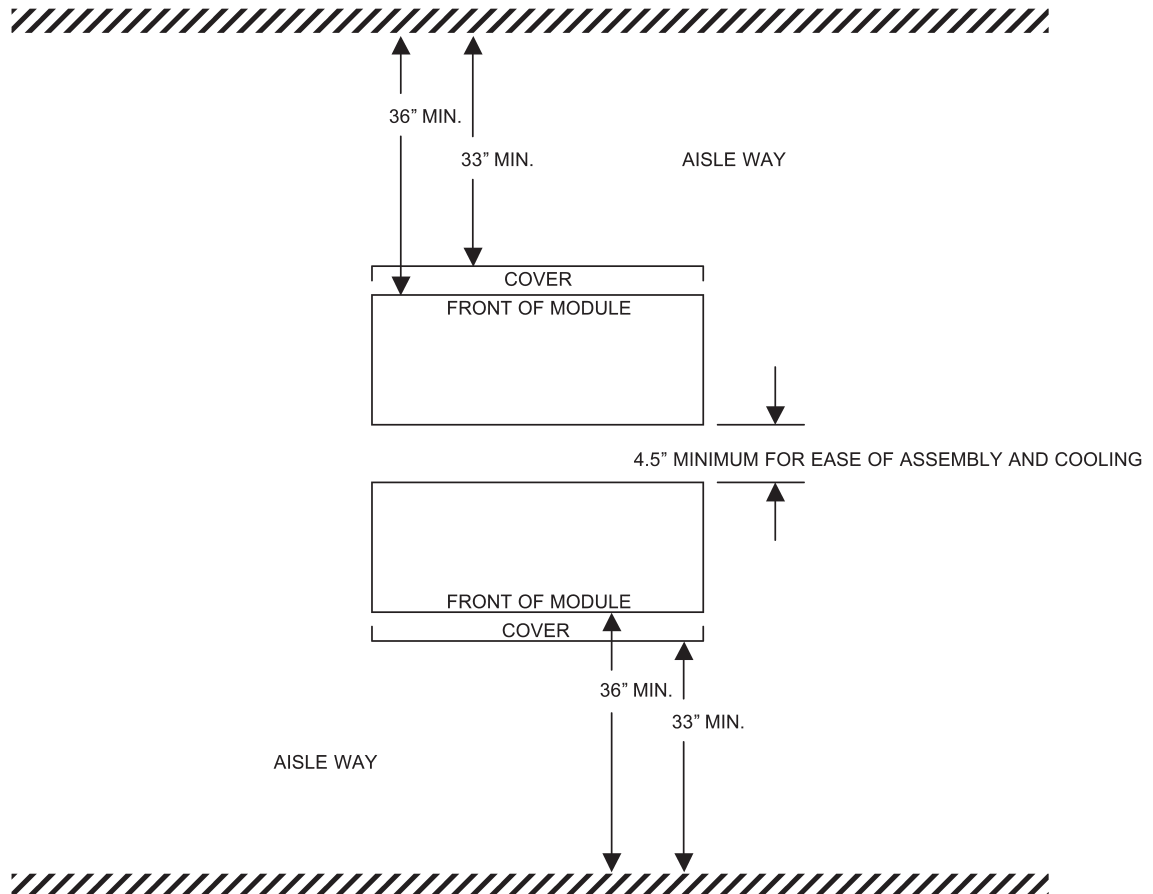 36” MIN.
33” MIN.
AISLE WAY
COVER
FRONT OF MODULE
4.5” MINIMUM FOR EASE OF ASSEMBLY AND COOLING
FRONT OF MODULE
COVER
36” MIN.
33” MIN.
AISLE WAY